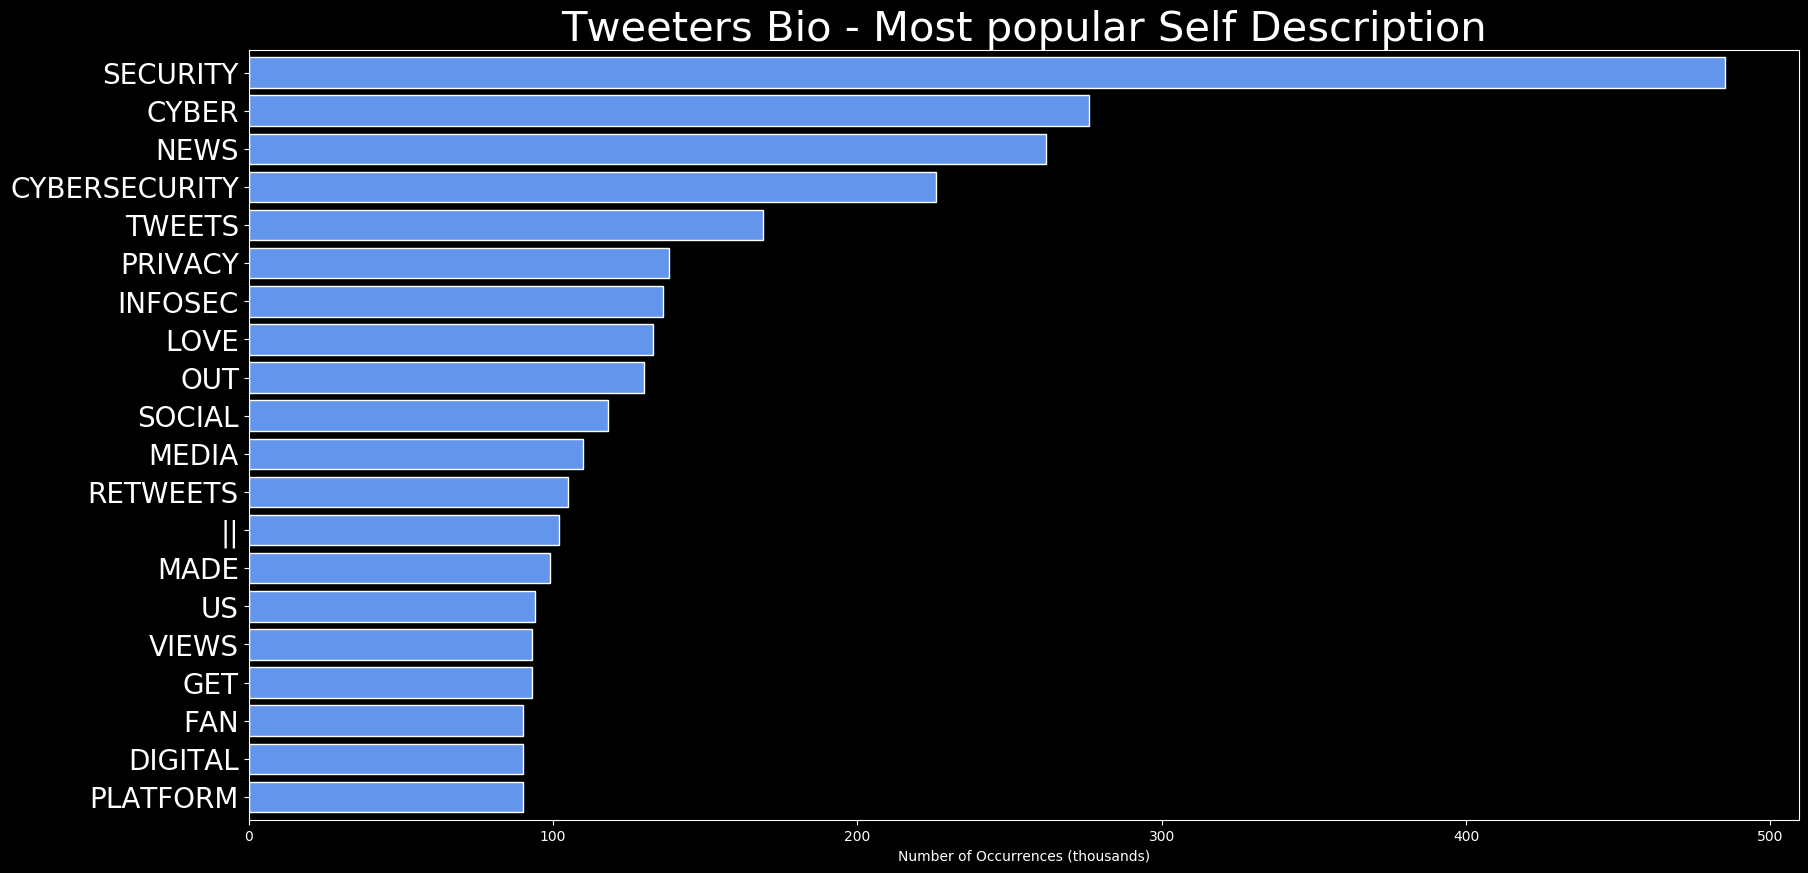 Tweeters Bio - Most popular Self Description
SECURITY
CYBER
NEWS
CYBERSECURITY
TWEETS
PRIVACY
INFOSEC
LOVE
OUT
SOCIAL
MEDIA
RETWEETS
||
MADE
US
VIEWS
GET
FAN
DIGITAL
PLATFORM
0 100 200 300 400 500
Number of Occurrences (thousands)